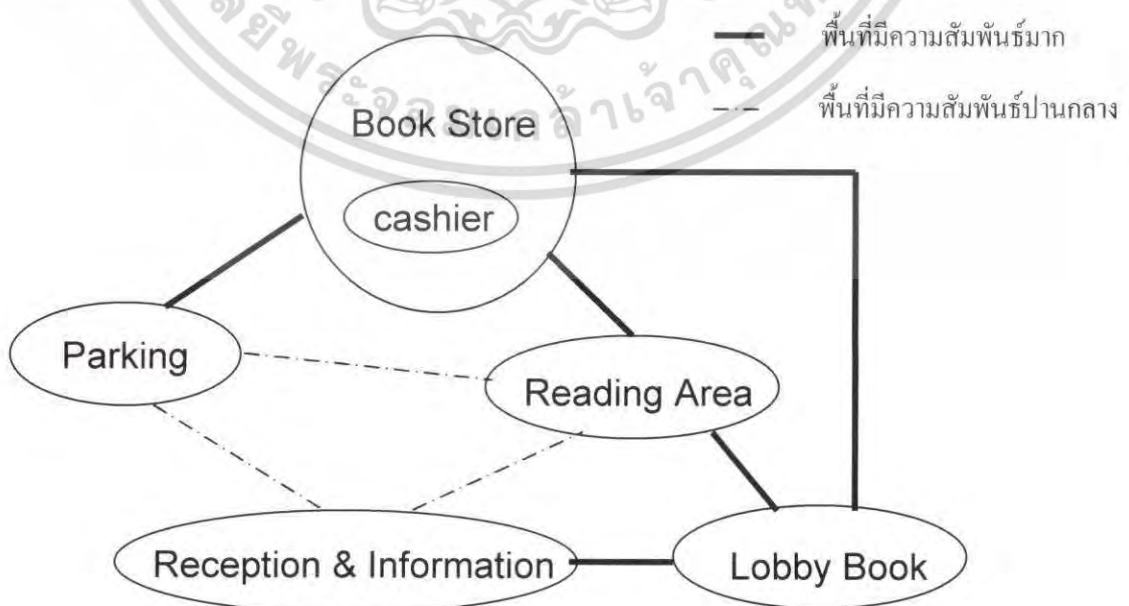 พื้นที่มีความสัมพันธ์มาก
พื้นที่มีความสัมพันธ์ปานกลาง
Book Store
cashier
Parking
Reading Area
Reception & Information
Lobby Book